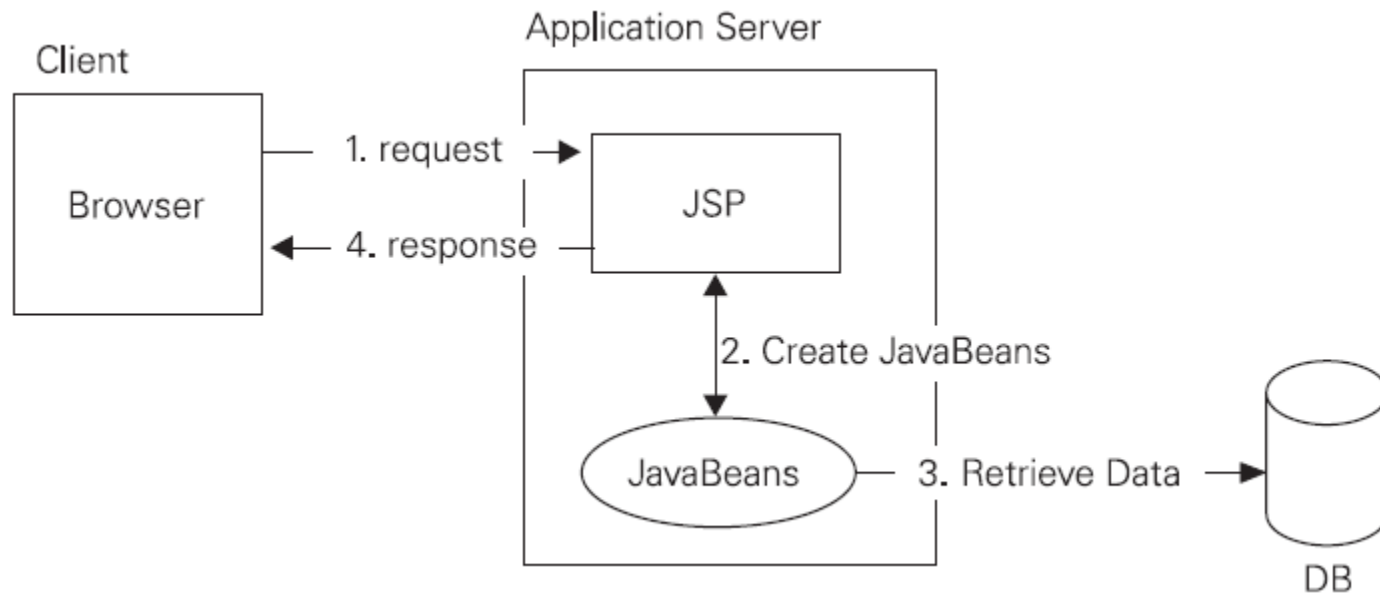 Application Server
Client
1. request
Browser
JSP
4. response
2. Create JavaBeans
JavaBeans
3. Retrieve Data
DB